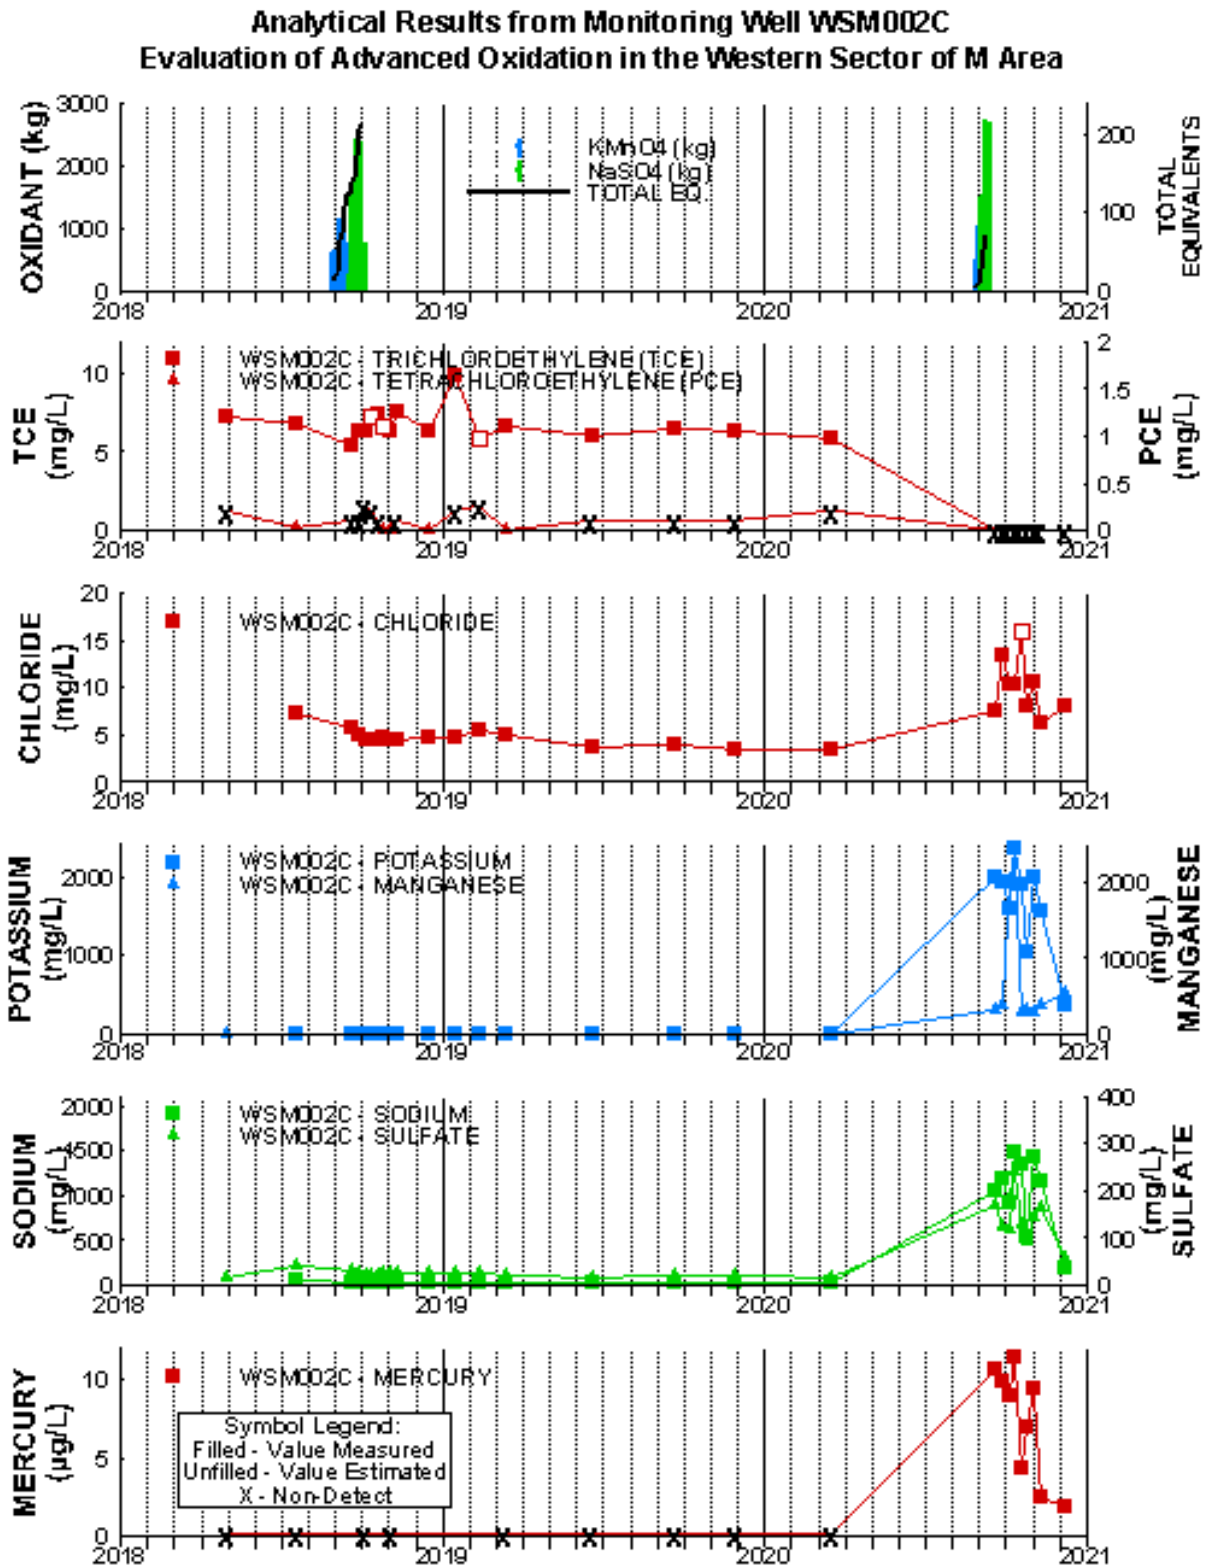 Analytical Results from Monitoring Well WSM002C
Evaluation of Advanced Oxidation in the Western Sector of M Area
OXIDANT (kg)
3000
2000
1000
0
KMnO4 (kg)
NaSO4 (kg)
TOTAL EQ.
200
100
0
TOTAL
EQUIVALENTS
2018 2019 2020 2021
TCE
(mg/L)
10
5
0
WSM002C - TRICHLOROETHYLENE (TCE)
WSM002C - TETRACHLOROETHYLENE (PCE)
2
1.5
1
0.5
0
PCE
(mg/L)
2018 2019 2020 2021
CHLORIDE
(mg/L)
20
15
10
5
0
WSM002C - CHLORIDE
2018 2019 2020 2021
POTASSIUM
(mg/L)
2000
1000
0
WSM002C - POTASSIUM
WSM002C - MANGANESE
2000
1000
0
(mg/L)
MANGANESE
2018 2019 2020 2021
SODIUM
(mg/L)
2000
1500
1000
500
0
WSM002C - SODIUM
WSM002C - SULFATE
400
300
200
100
0
(mg/L)
SULFATE
2018 2019 2020 2021
MERCURY
(µg/L)
10
5
0
WSM002C - MERCURY
Symbol Legend:
Filled - Value Measured
Unfilled - Value Estimated
X - Non-Detect
2018 2019 2020 2021